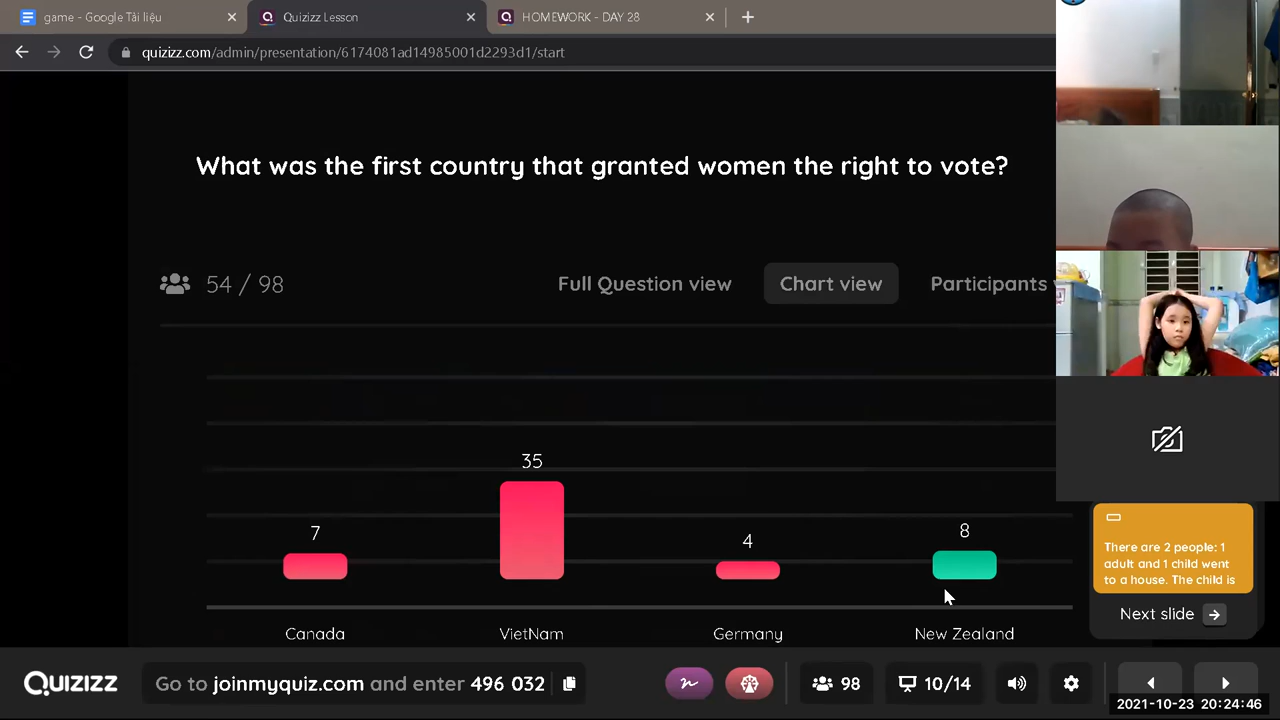 game - Google Tài liệu
Quizizz Lesson
HOMEWORK - DAY 28
quizizz.com/admin/presentation/6174081ad14985001d2293d1/start
What was the first country that granted women the right to vote?
54 / 98
Full Question view
Chart view
Participants
35
7
4
8
Canada
VietNam
Germany
New Zealand
There are 2 people: 1
adult and 1 child went
to a house. The child is
Next slide
Quizizz
Go to joinmyquiz.com and enter 496 032
98
10/14
2021-10-23 20:24:46